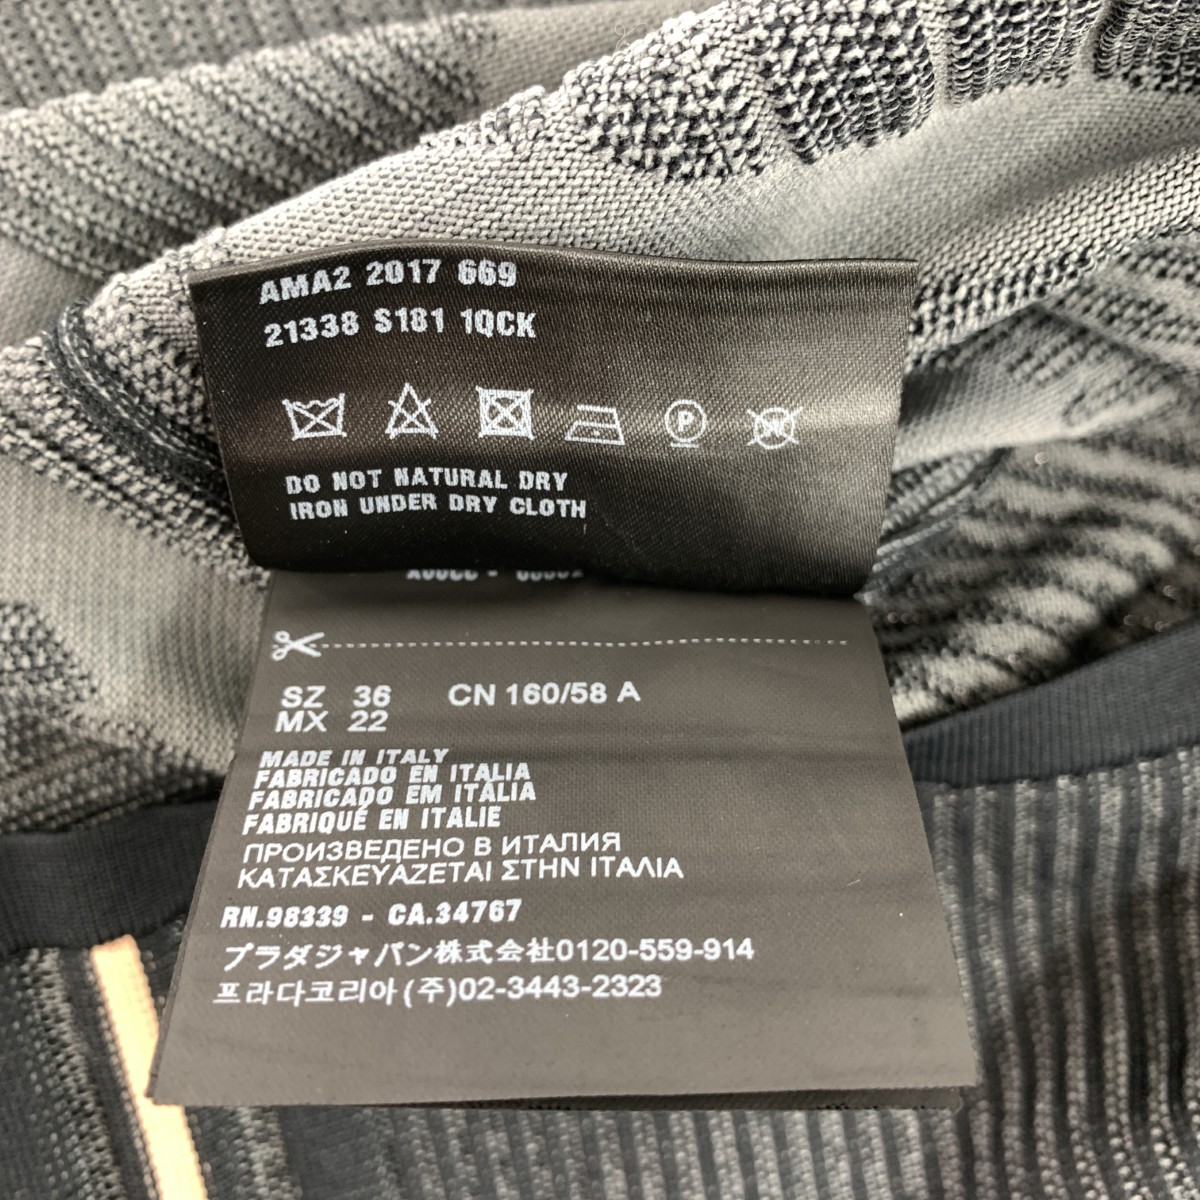 AMA2 2017 669
21338 S181 1QCK
P
W
DO NOT NATURAL DRY
IRON UNDER DRY CLOTH
SZ 36 CN 160/58 A
MX 22
MADE IN ITALY
FABRICADO EN ITALIA
FABRICADO EM ITÁLIA
FABRIQUÉ EN ITALIE
ПРОИЗВЕДЕНО В ИТАЛИЯ
ΚΑΤΑΣΚΕΥΑΖΕΤΑΙ ΣΤΗΝ ΙΤΑΛΙΑ
RN.98339 - CA.34767
プラダジャパン株式会社0120-559-914
프라다코리아(주)02-3443-2323